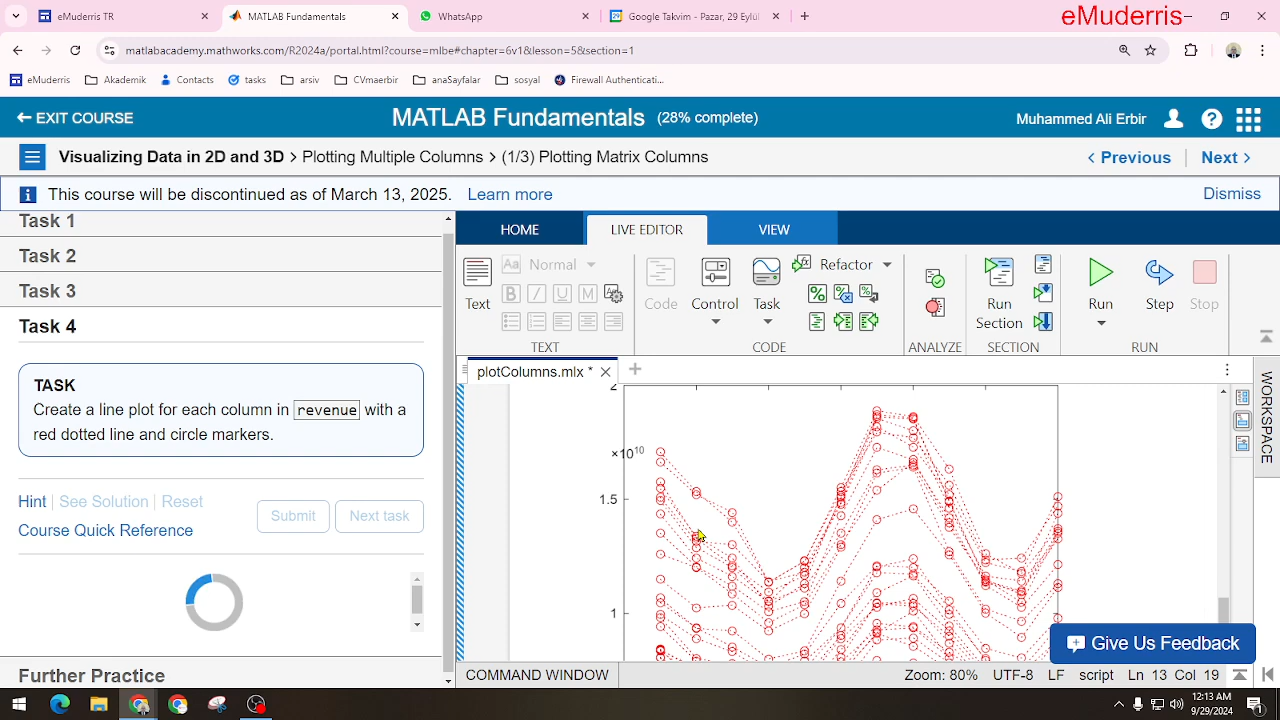 eMuderris TR
MATLAB Fundamentals
WhatsApp
Google Takvim - Pazar, 29 Eylül
eMuderris
matlabacademy.mathworks.com/R2024a/portal.html?course=mlbe#chapter=6v1&lesson=5&section=1
eMuderris
Akademik
Contacts
tasks
arsiv
CVmaerbir
anaSayfalar
sosyal
Firewall Authenticati...
EXIT COURSE
MATLAB Fundamentals (28% complete)
Muhammed Ali Erbir
Visualizing Data in 2D and 3D > Plotting Multiple Columns > (1/3) Plotting Matrix Columns
< Previous
Next >
This course will be discontinued as of March 13, 2025. Learn more
Dismiss
Task 1
Task 2
Task 3
Task 4
TASK
Create a line plot for each column in revenue with a
red dotted line and circle markers.
Hint
See Solution
Reset
Course Quick Reference
Submit
Next task
Further Practice
HOME
LIVE EDITOR
VIEW
Text
Aa Normal
B I U M
TEXT
Code
Control
Task
Refactor
CODE
ANALYZE
Run
Section
SECTION
Run
Step
Stop
RUN
plotColumns.mlx *
WORKSPACE
2
×10^10
1.5
1
Give Us Feedback
COMMAND WINDOW
Zoom: 80%
UTF-8
LF
script
Ln 13 Col 19
12:13 AM
9/29/2024